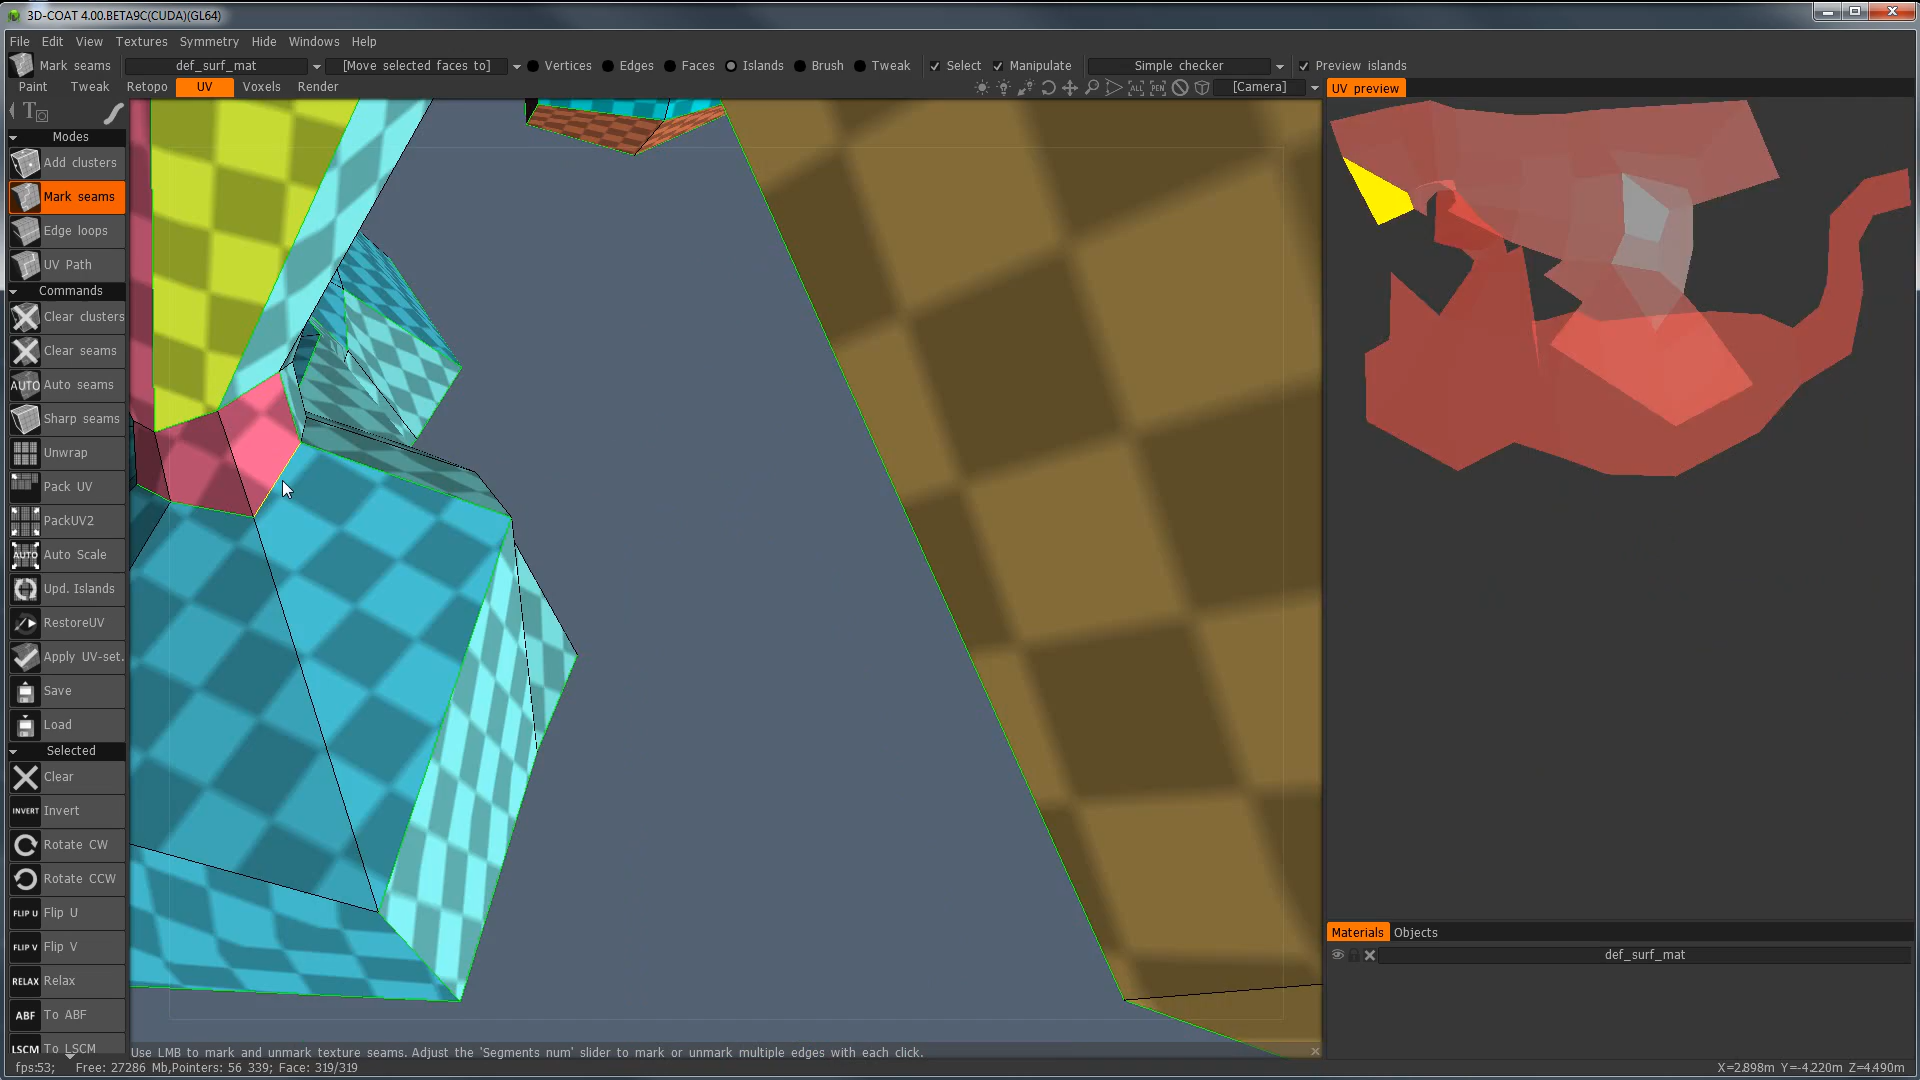 3D-COAT 4.00.BETA9C(CUDA)(GL64)
File Edit View Textures Symmetry Hide Windows Help
Mark seams def_surf_mat [Move selected faces to] Vertices Edges Faces Islands Brush Tweak Select Manipulate Simple checker Preview islands
Paint Tweak Retopo UV Voxels Render ALL PEN [Camera] UV preview
Modes
Add clusters
Mark seams
Edge loops
UV Path
Commands
Clear clusters
Clear seams
AUTO Auto seams
Sharp seams
Unwrap
Pack UV
PackUV2
AUTO Auto Scale
Upd. Islands
RestoreUV
Apply UV-set.
Save
Load
Selected
Clear
INVERT Invert
Rotate CW
Rotate CCW
FLIP U Flip U
FLIP V Flip V
RELAX Relax
ABF To ABF
LSCM To LSCM
Materials Objects
def_surf_mat
Use LMB to mark and unmark texture seams. Adjust the 'Segments num' slider to mark or unmark multiple edges with each click.
fps:53; Free: 27286 Mb,Pointers: 56 339; Face: 319/319 X=2.898m Y=-4.220m Z=4.490m